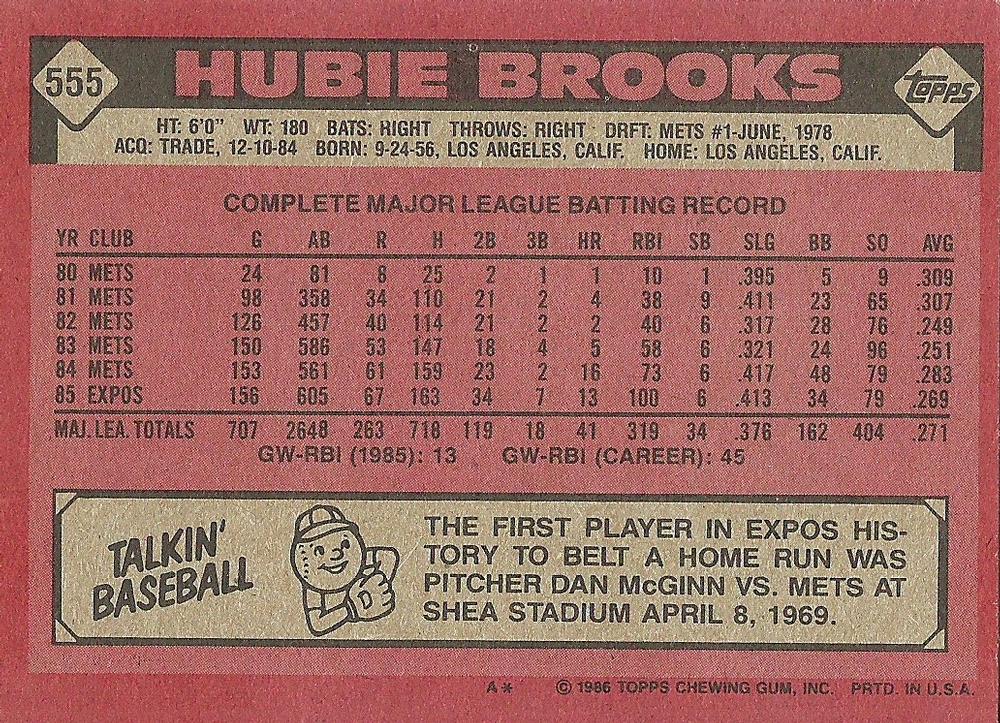 555 HUBIE BROOKS Topps
HT: 6'0" WT: 180 BATS: RIGHT THROWS: RIGHT DRFT: METS #1-JUNE, 1978
ACQ: TRADE, 12-10-84 BORN: 9-24-56, LOS ANGELES, CALIF. HOME: LOS ANGELES, CALIF.
COMPLETE MAJOR LEAGUE BATTING RECORD
YR CLUB G AB R H 2B 3B HR RBI SB SLG BB SO AVG
80 METS 24 81 8 25 2 1 1 10 1 .395 5 9 .309
81 METS 98 358 34 110 21 2 4 38 9 .411 23 65 .307
82 METS 126 457 40 114 21 2 2 40 6 .317 28 76 .249
83 METS 150 586 53 147 18 4 5 58 6 .321 24 96 .251
84 METS 153 561 61 159 23 2 16 73 6 .417 48 79 .283
85 EXPOS 156 605 67 163 34 7 13 100 6 .413 34 79 .269
MAJ. LEA. TOTALS 707 2648 263 718 119 18 41 319 34 .376 162 404 .271
GW-RBI (1985): 13 GW-RBI (CAREER): 45
TALKIN'
BASEBALL
THE FIRST PLAYER IN EXPOS HIS-
TORY TO BELT A HOME RUN WAS
PITCHER DAN McGINN VS. METS AT
SHEA STADIUM APRIL 8, 1969.
A* © 1986 TOPPS CHEWING GUM, INC. PRTD. IN U.S.A.